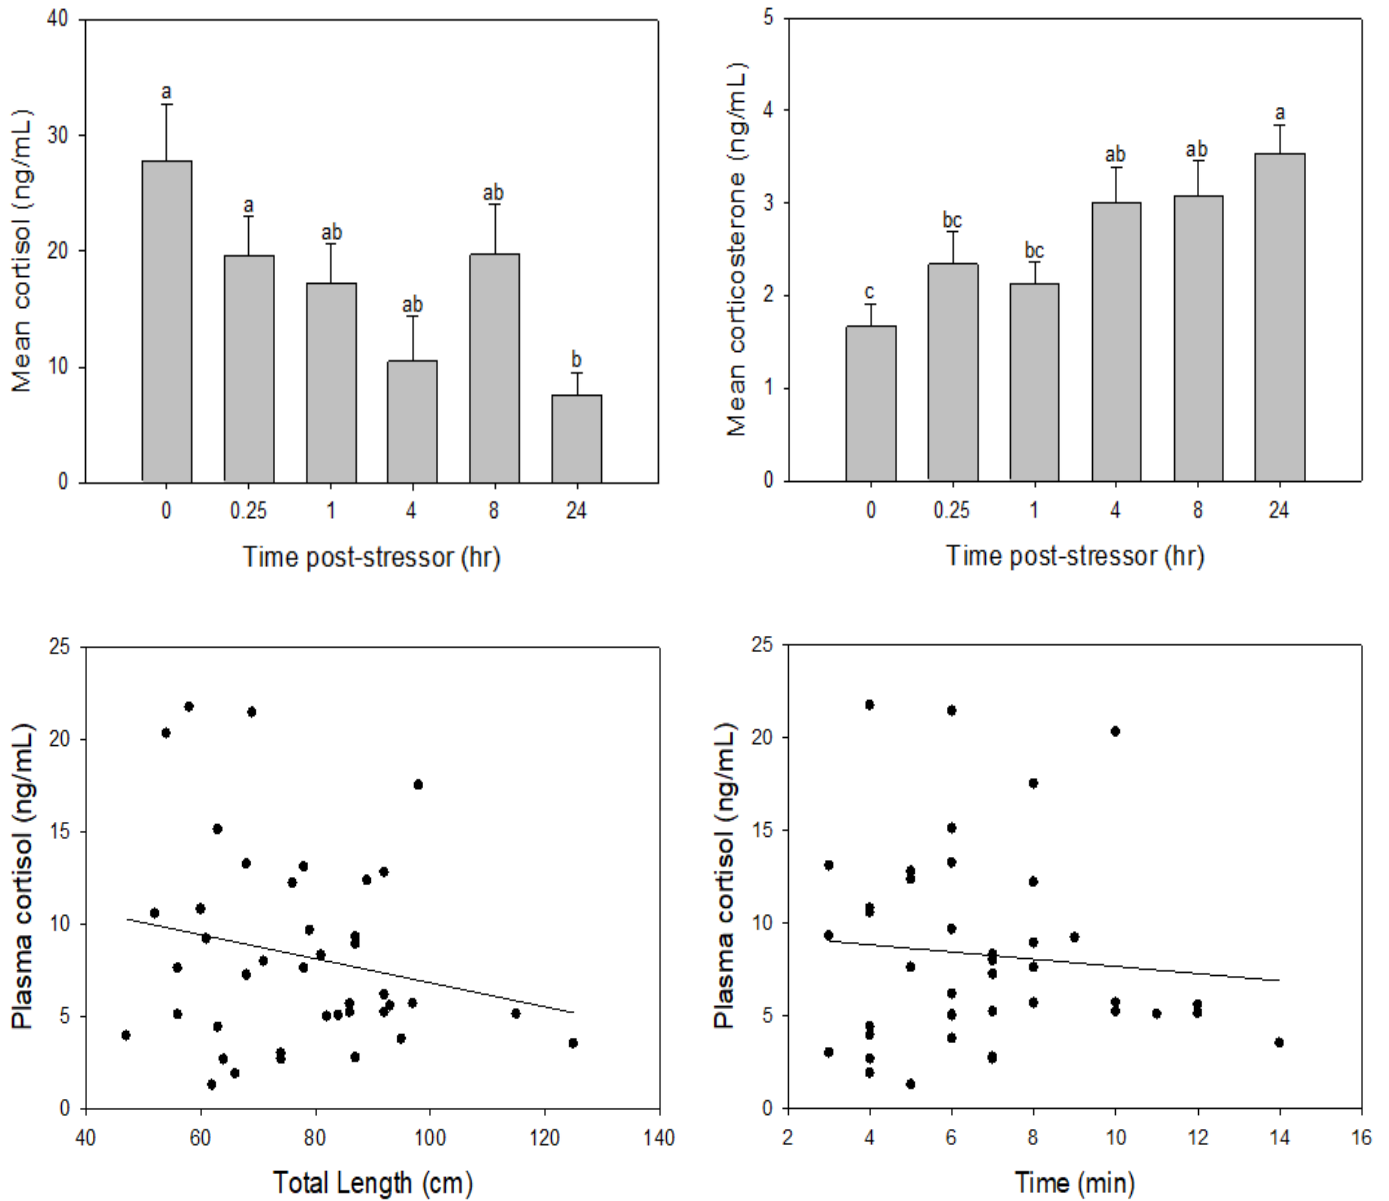 Mean cortisol (ng/mL)
40
30
20
10
0
a
a
ab
ab
ab
b
0 0.25 1 4 8 24
Time post-stressor (hr)
Mean corticosterone (ng/mL)
5
4
3
2
1
0
c
bc
bc
ab
ab
a
0 0.25 1 4 8 24
Time post-stressor (hr)
Plasma cortisol (ng/mL)
25
20
15
10
5
0
40 60 80 100 120 140
Total Length (cm)
Plasma cortisol (ng/mL)
25
20
15
10
5
0
2 4 6 8 10 12 14 16
Time (min)